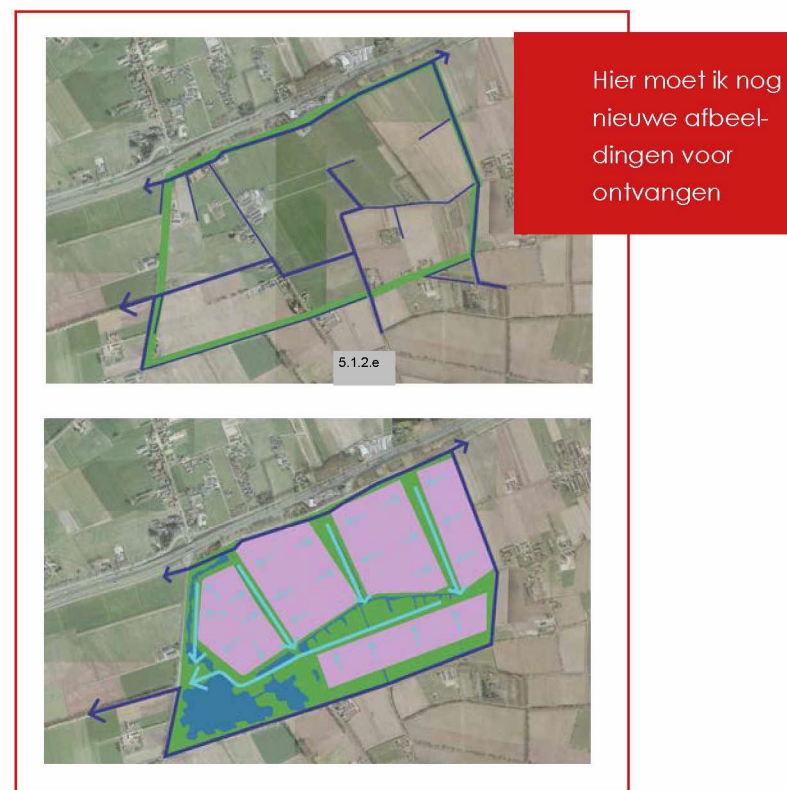 Hier moet ik nog
nieuwe afbeel-
dingen voor
ontvangen
5.1.2.e